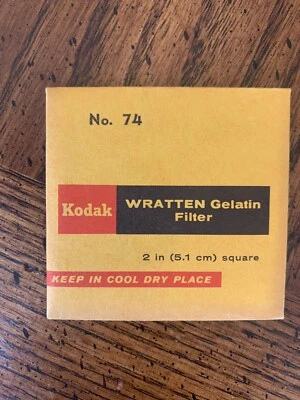 No. 74
Kodak
WRATTEN Gelatin
Filter
2 in (5.1 cm) square
KEEP IN COOL DRY PLACE